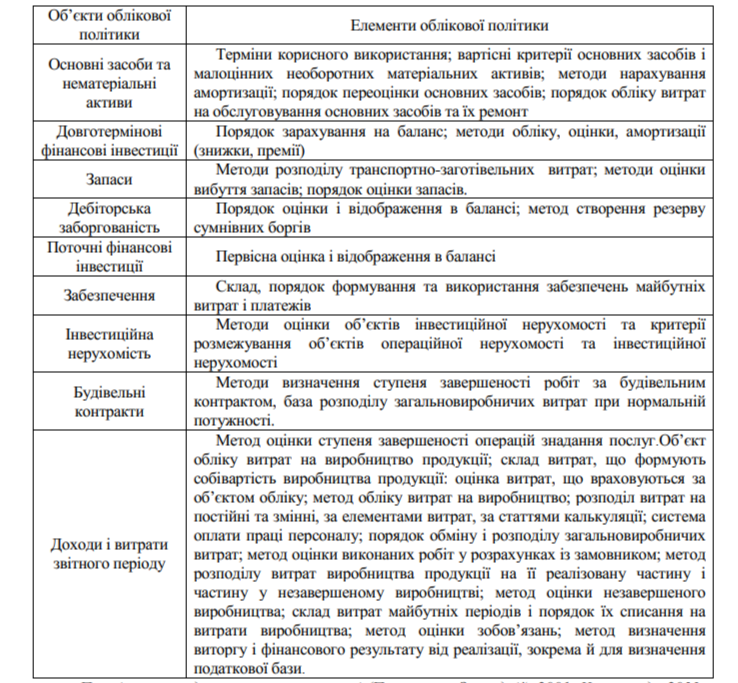 Об’єкти облікової
політики
Елементи облікової політики
Основні засоби та
нематеріальні
активи
Терміни корисного використання; вартісні критерії основних засобів і
малоцінних необоротних матеріальних активів; методи нарахування
амортизації; порядок переоцінки основних засобів; порядок обліку витрат
на обслуговування основних засобів та їх ремонт
Довготермінові
фінансові інвестиції
Порядок зарахування на баланс; методи обліку, оцінки, амортизації
(знижки, премії)
Запаси
Методи розподілу транспортно-заготівельних витрат; методи оцінки
вибуття запасів; порядок оцінки запасів.
Дебіторська
заборгованість
Порядок оцінки і відображення в балансі; метод створення резерву
сумнівних боргів
Поточні фінансові
інвестиції
Первісна оцінка і відображення в балансі
Забезпечення
Склад, порядок формування та використання забезпечень майбутніх
витрат і платежів
Інвестиційна
нерухомість
Методи оцінки об’єктів інвестиційної нерухомості та критерії
розмежування об’єктів операційної нерухомості та інвестиційної
нерухомості
Будівельні
контракти
Методи визначення ступеня завершеності робіт за будівельним
контрактом, база розподілу загальновиробничих витрат при нормальній
потужності.
Доходи і витрати
звітного періоду
Метод оцінки ступеня завершеності операцій знадання послуг.Об’єкт
обліку витрат на виробництво продукції; склад витрат, що формують
собівартість виробництва продукції: оцінка витрат, що враховуються за
об’єктом обліку; метод обліку витрат на виробництво; розподіл витрат на
постійні та змінні, за елементами витрат, за статтями калькуляції; система
оплати праці персоналу; порядок обміну і розподілу загальновиробничих
витрат; метод оцінки виконаних робіт у розрахунках із замовником; метод
розподілу витрат виробництва продукції на її реалізовану частину і
частину у незавершеному виробництві; метод оцінки незавершеного
виробництва; склад витрат майбутніх періодів і порядок їх списання на
витрати виробництва; метод оцінки зобов’язань; метод визначення
виторгу і фінансового результату від реалізації, зокрема й для визначення
податкової бази.